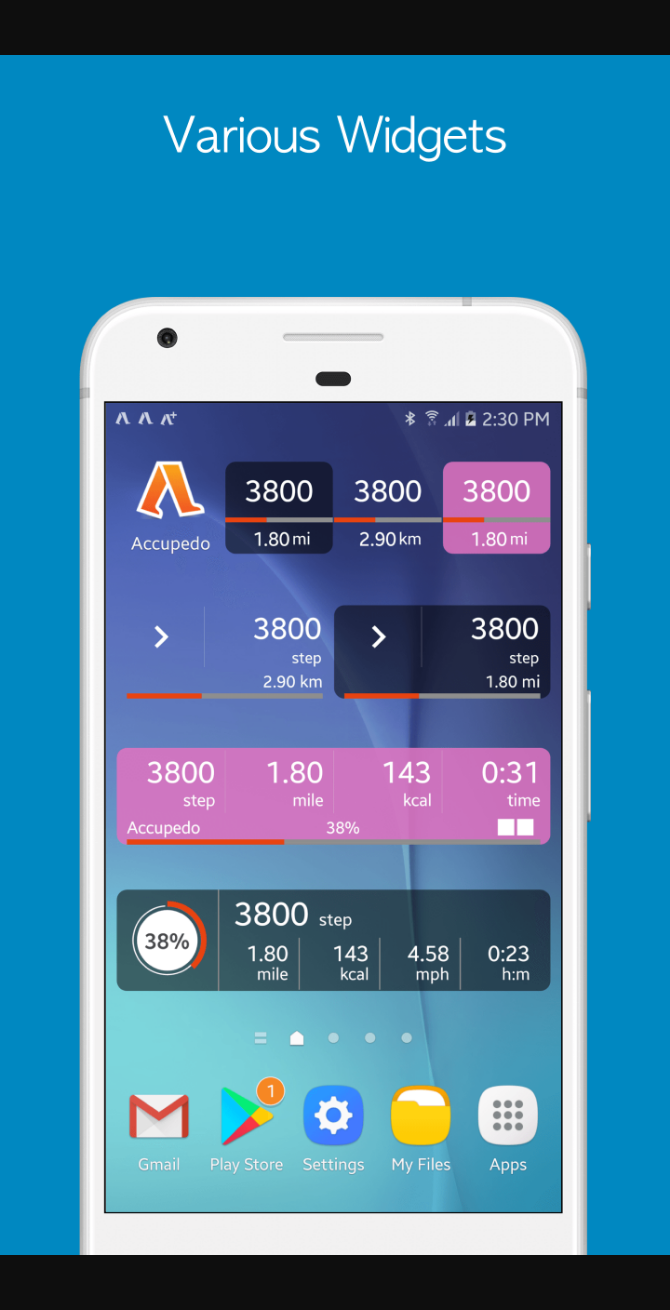 Various Widgets
2:30 PM
3800 3800 3800
Accupedo 1.80 mi 2.90 km 1.80 mi
3800 3800
step step
2.90 km 1.80 mi
3800 1.80 143 0:31
step mile kcal time
Accupedo 38%
38% 3800 step
1.80 143 4.58 0:23
mile kcal mph h:m
1
Gmail Play Store Settings My Files Apps